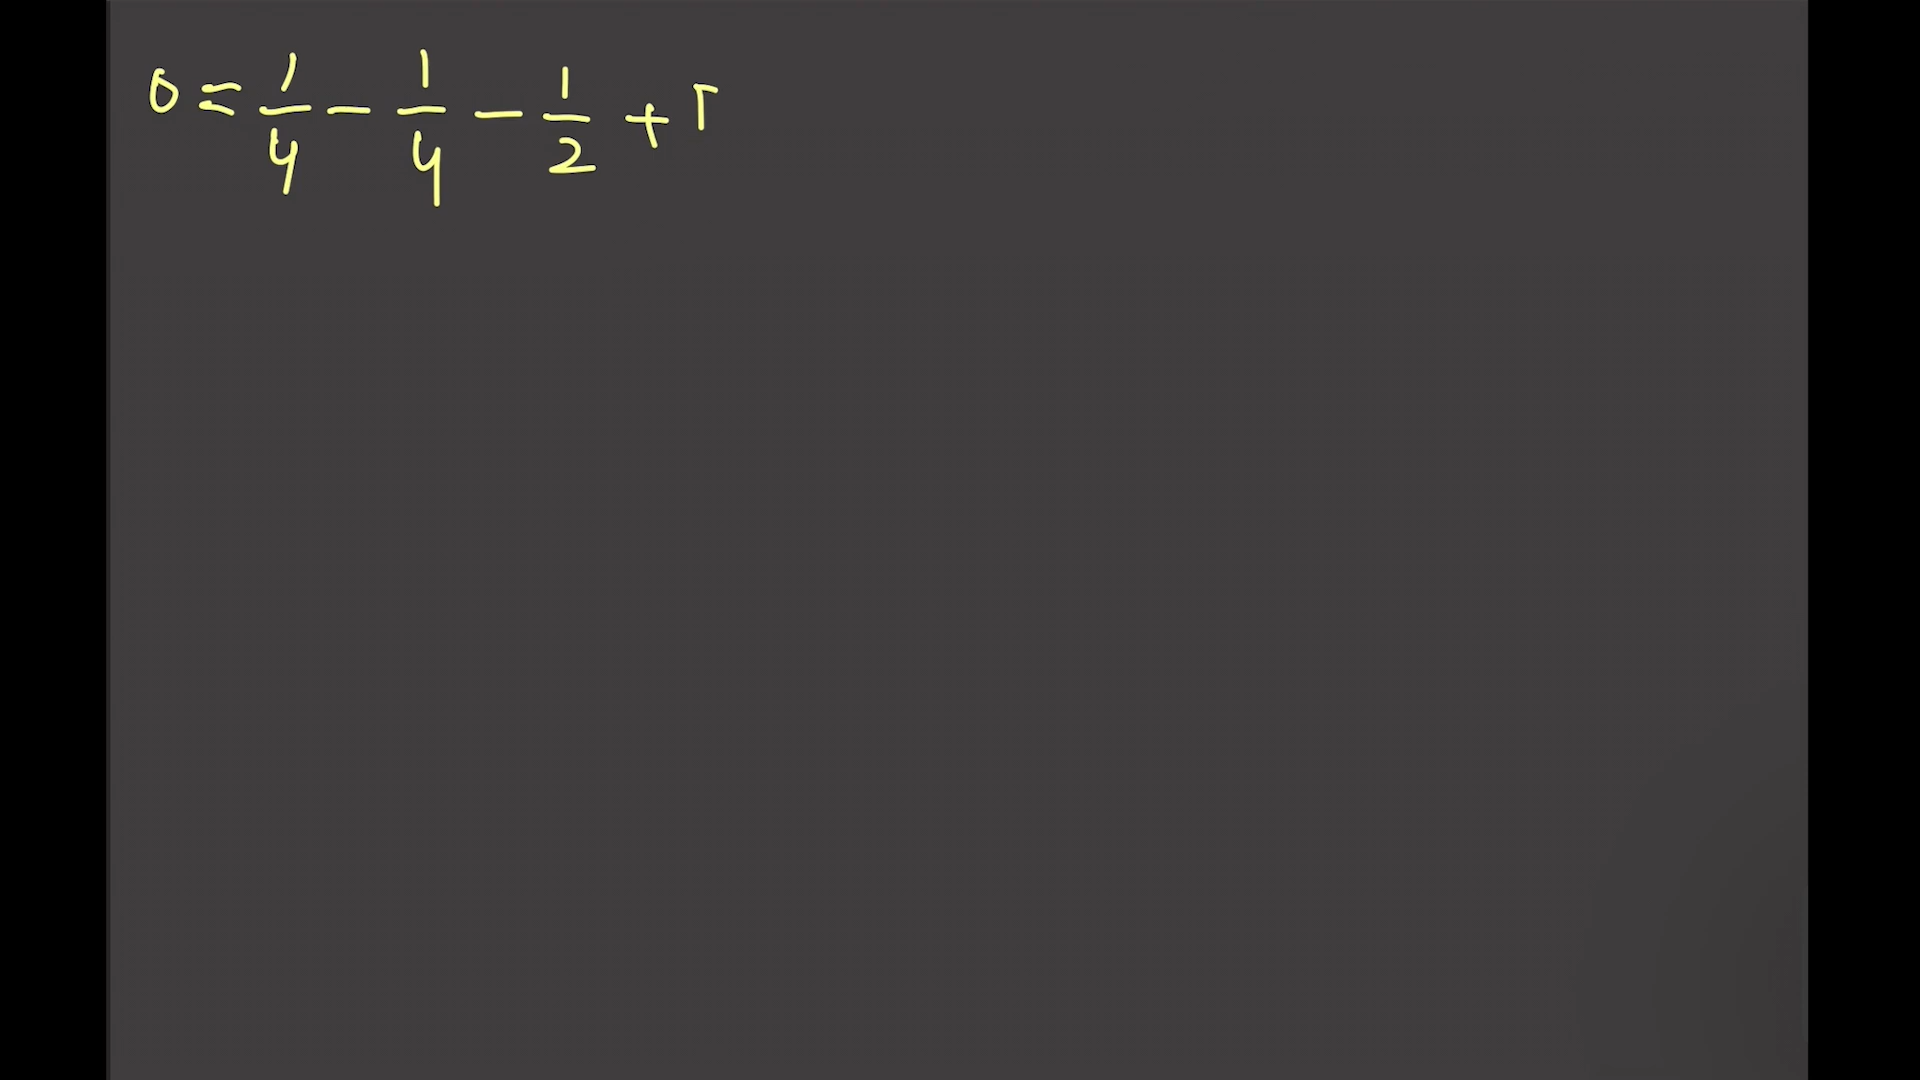 0 = 1/4 - 1/4 - 1/2 + r